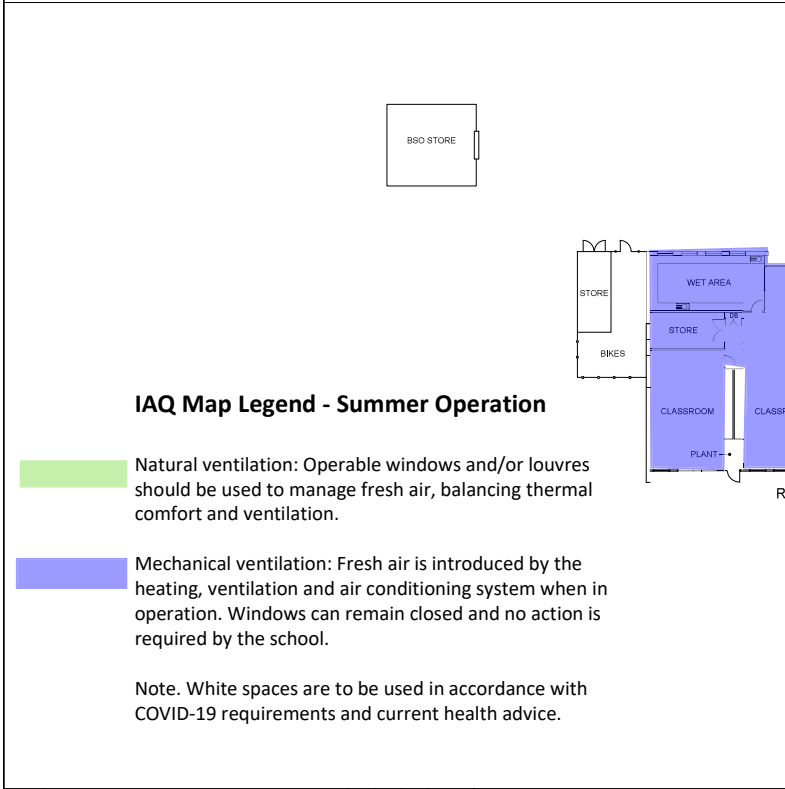 BSO STORE
WET AREA
STORE
DB
STORE
BIKES
CLASSROOM
CLASSR
PLANT
R
IAQ Map Legend - Summer Operation
Natural ventilation: Operable windows and/or louvres
should be used to manage fresh air, balancing thermal
comfort and ventilation.
Mechanical ventilation: Fresh air is introduced by the
heating, ventilation and air conditioning system when in
operation. Windows can remain closed and no action is
required by the school.
Note. White spaces are to be used in accordance with
COVID-19 requirements and current health advice.